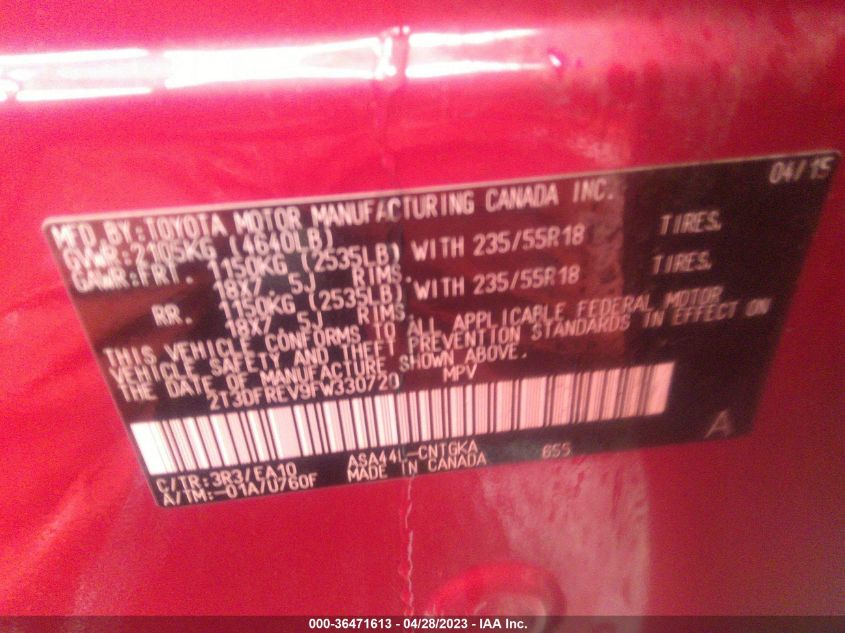 04/15
MFD. BY: TOYOTA MOTOR MANUFACTURING CANADA INC.
GVWR: 2105KG (4640LB)
GAWR: FRT. 1150KG (2535LB) WITH 235/55R18 TIRES.
18X7 5J RIMS.
RR. 1150KG (2535LB) WITH 235/55R18 TIRES.
18X7 5J RIMS.
THIS VEHICLE CONFORMS TO ALL APPLICABLE FEDERAL MOTOR
VEHICLE SAFETY AND THEFT PREVENTION STANDARDS IN EFFECT ON
THE DATE OF MANUFACTURE SHOWN ABOVE.
2T3DFREV9FW330720 MPV
C/TR: 3R3/EA10 ASA44L-CNTGKA 655
A/TM: -01A/U760F MADE IN CANADA A
000-36471613 - 04/28/2023 - IAA Inc.